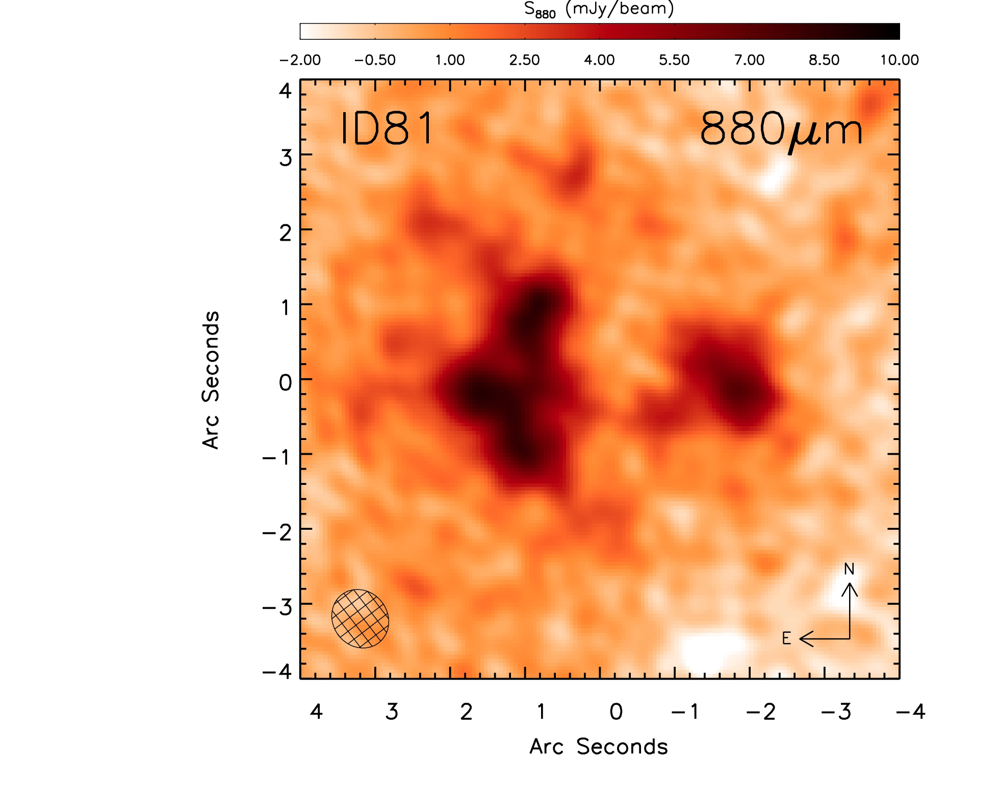 S880 (mJy/beam)
−2.00 −0.50 1.00 2.50 4.00 5.50 7.00 8.50 10.00
ID81 880μm
4
3
2
1
0
−1
−2
−3
−4
Arc Seconds
N
E
4 3 2 1 0 −1 −2 −3 −4
Arc Seconds